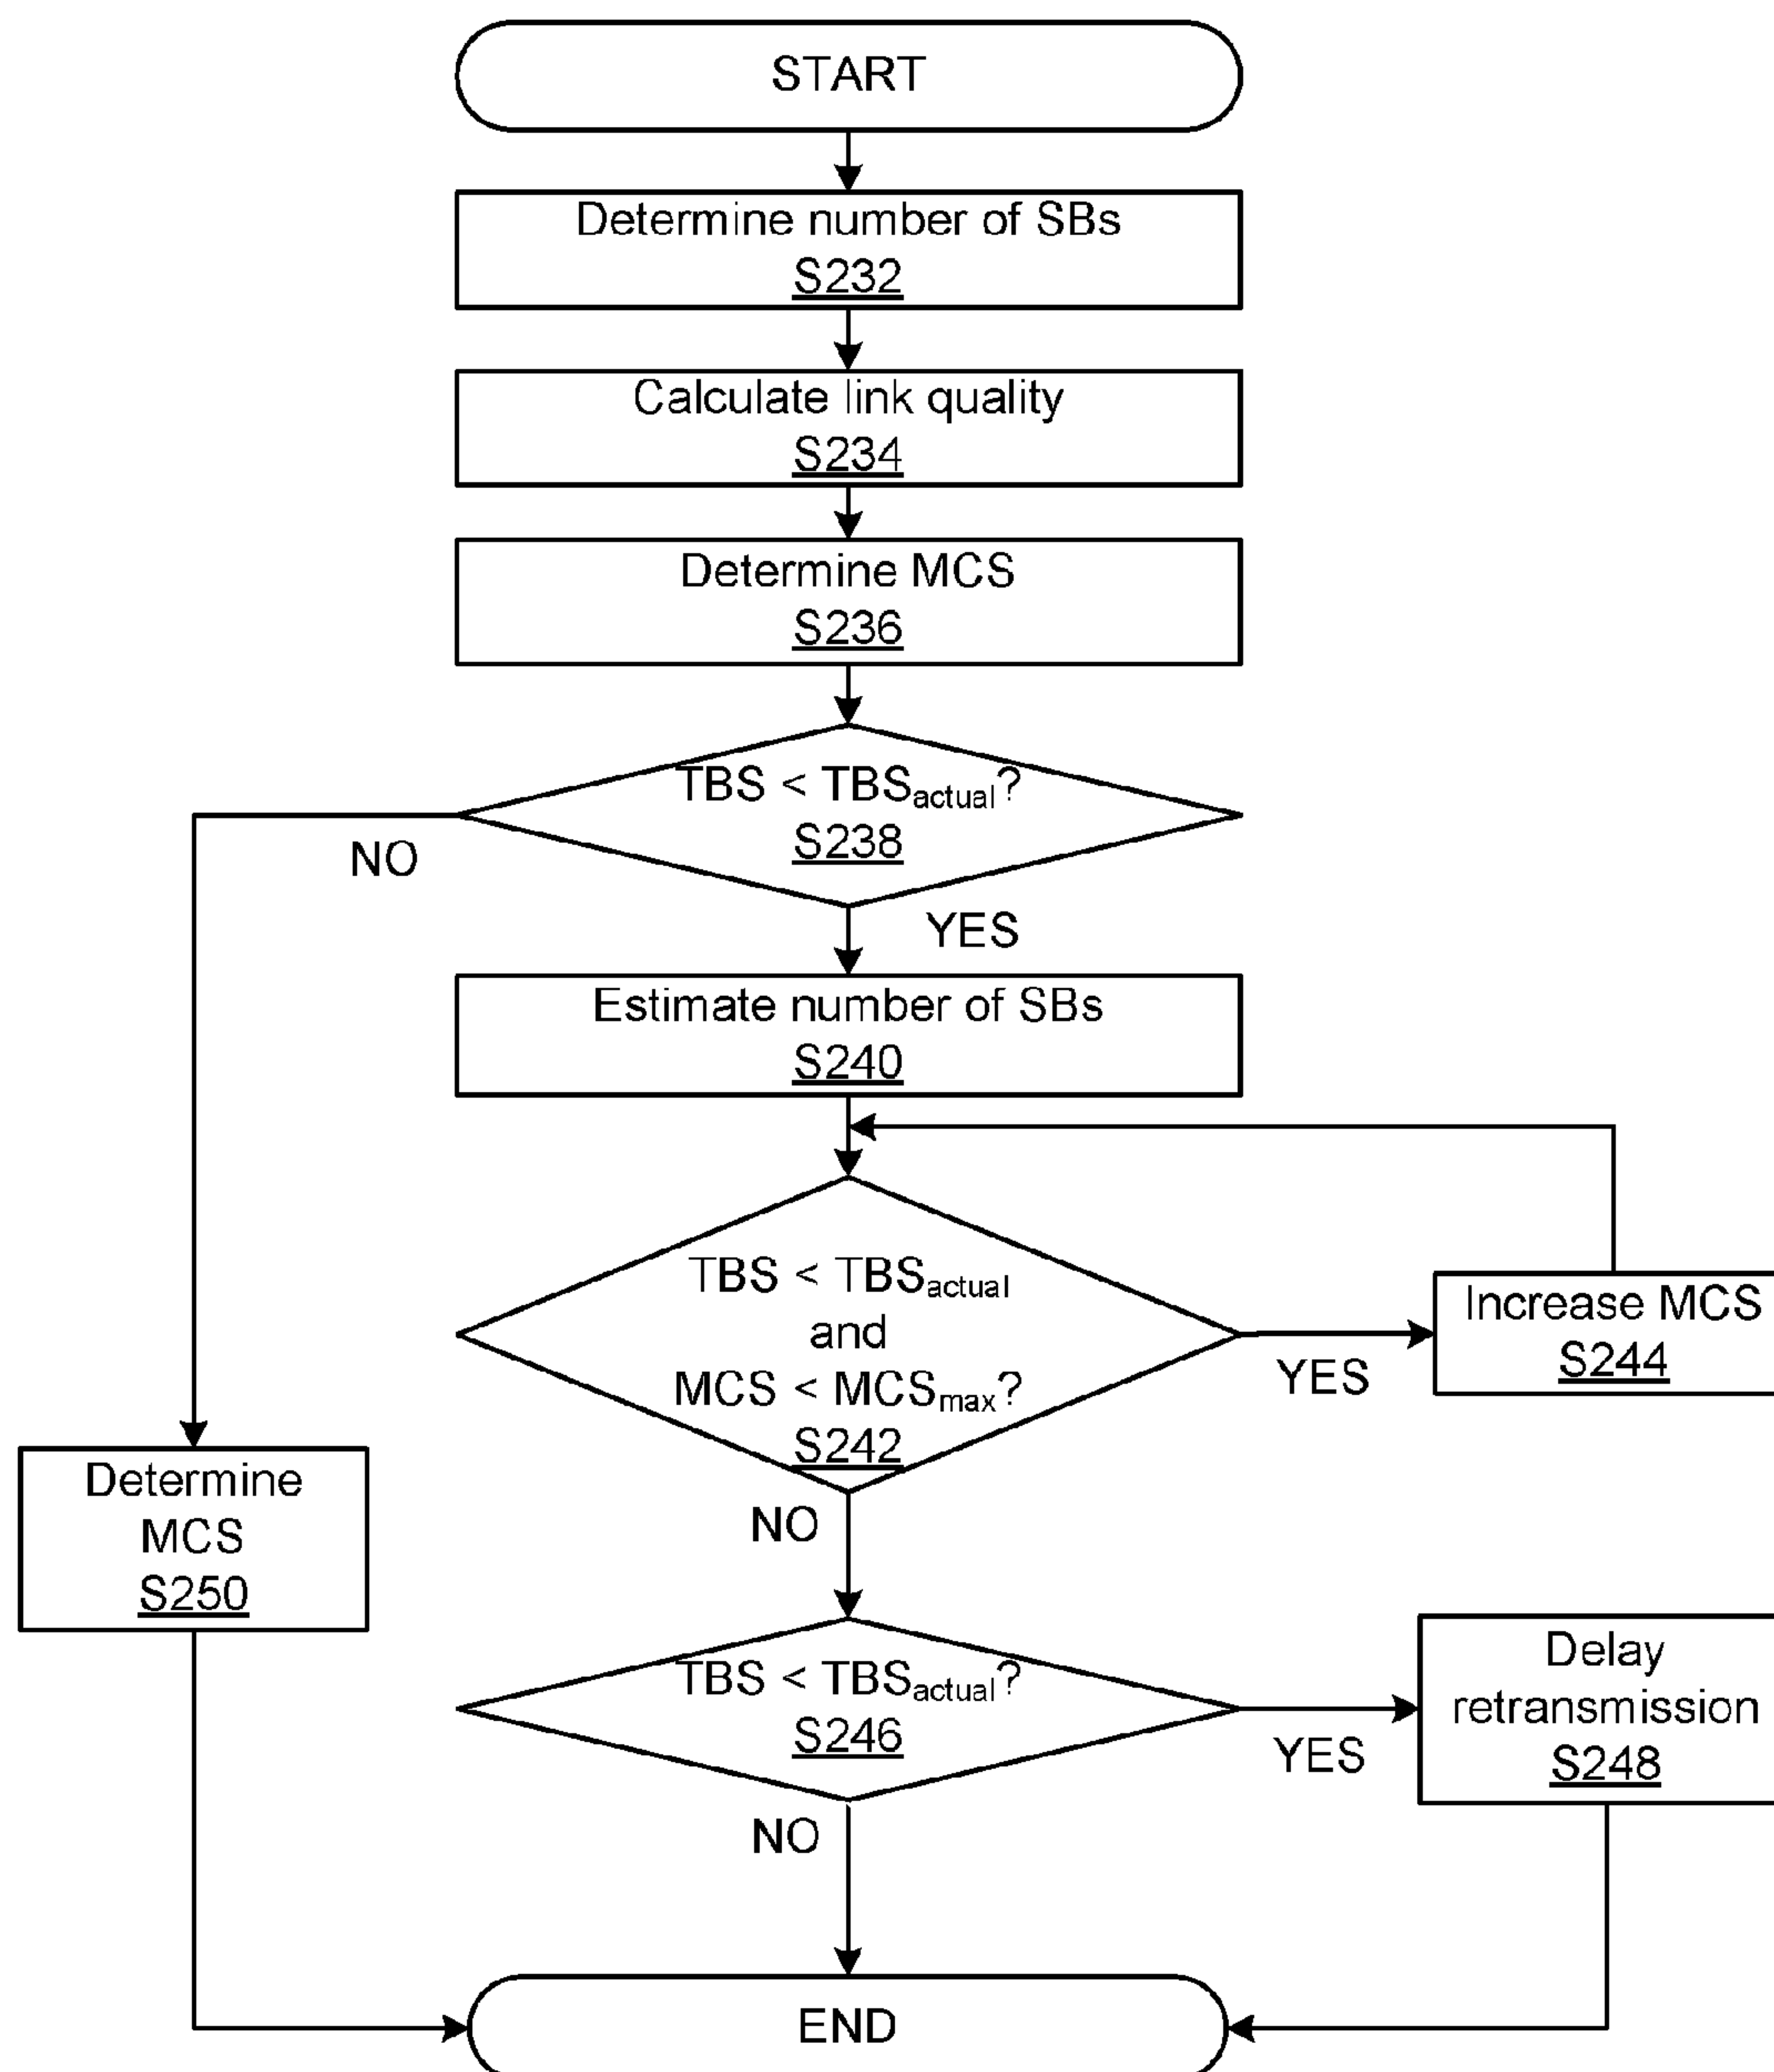 START
Determine number of SBs
S232
Calculate link quality
S234
Determine MCS
S236
TBS < TBSactual?
S238
NO
YES
Estimate number of SBs
S240
TBS < TBSactual
and
MCS < MCSmax?
S242
YES
Increase MCS
S244
NO
Determine
MCS
S250
TBS < TBSactual?
S246
YES
Delay
retransmission
S248
NO
END